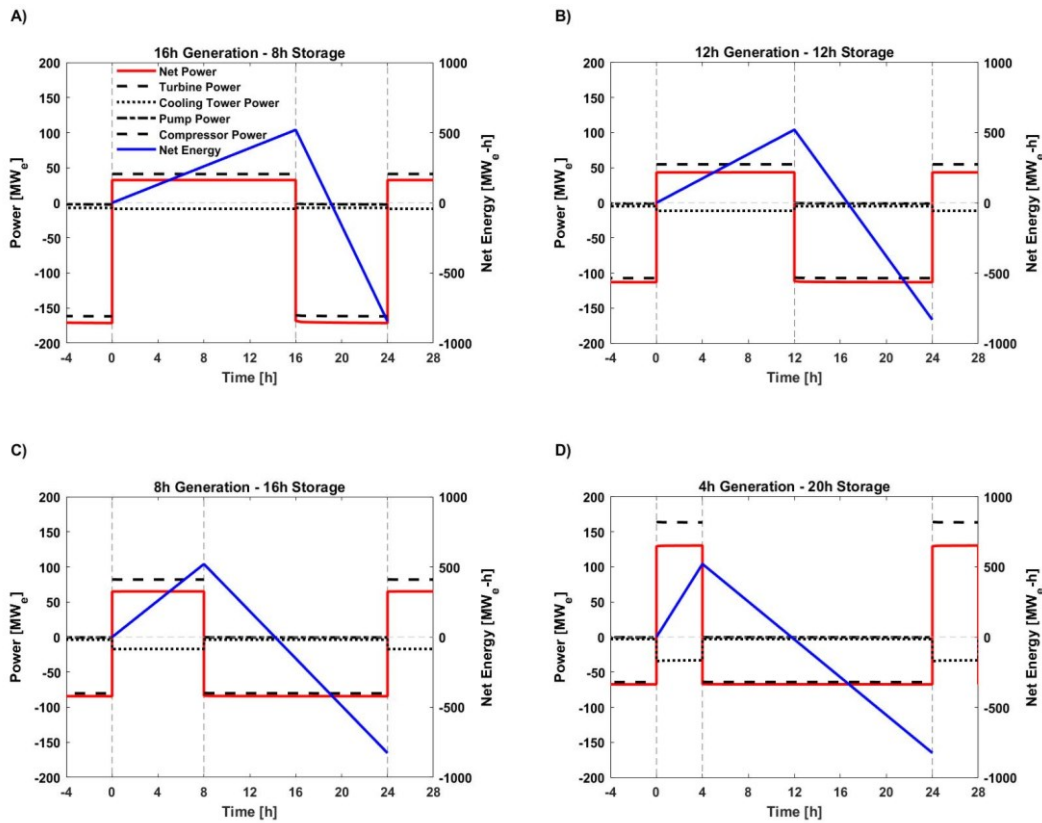 A)
16h Generation - 8h Storage
Net Power
Turbine Power
Cooling Tower Power
Pump Power
Compressor Power
Net Energy
200
150
100
50
0
-50
-100
-150
-200
Power [MWe]
1000
500
0
-500
-1000
Net Energy [MWe-h]
-4 0 4 8 12 16 20 24 28
Time [h]
B)
12h Generation - 12h Storage
200
150
100
50
0
-50
-100
-150
-200
Power [MWe]
1000
500
0
-500
-1000
Net Energy [MWe-h]
-4 0 4 8 12 16 20 24 28
Time [h]
C)
8h Generation - 16h Storage
200
150
100
50
0
-50
-100
-150
-200
Power [MWe]
1000
500
0
-500
-1000
Net Energy [MWe-h]
-4 0 4 8 12 16 20 24 28
Time [h]
D)
4h Generation - 20h Storage
200
150
100
50
0
-50
-100
-150
-200
Power [MWe]
1000
500
0
-500
-1000
Net Energy [MWe-h]
-4 0 4 8 12 16 20 24 28
Time [h]